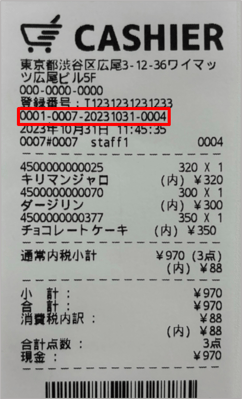 CASHIER
東京都渋谷区広尾3-12-36ワイマッ
ツ広尾ビル5F
000-0000-0000
登録番号：T1231231231233
0001-0007-20231031-0004
2023年10月31日 11:45:35
0007#0007 staff1 0004
4500000000025 320 X 1
キリマンジャロ (内) ¥320
4500000000070 300 X 1
ダージリン (内) ¥300
4500000000377 350 X 1
チョコレートケーキ (内) ¥350
通常内税小計 ¥970 (3点)
(内) ¥88
小 計： ¥970
合 計： ¥970
消費税内訳： (内) ¥88
合計点数： 3点
現金： ¥970